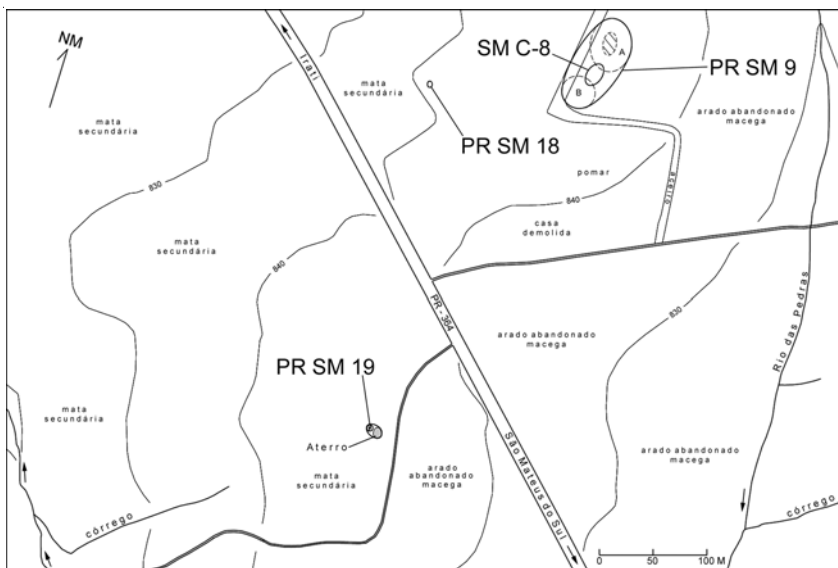 NM
Irati
mata
secundária
SM C-8
A
PR SM 9
B
mata
secundária
arado abandonado
macega
PR SM 18
pomar
aceiro
830
840
casa
demolida
mata
secundária
840
PR - 364
Rio das Pedras
830
arado abandonado
macega
PR SM 19
mata
secundária
Aterro
São Mateus do Sul
arado abandonado
macega
mata
secundária
arado
abandonado
macega
córrego
córrego
0 50 100 M